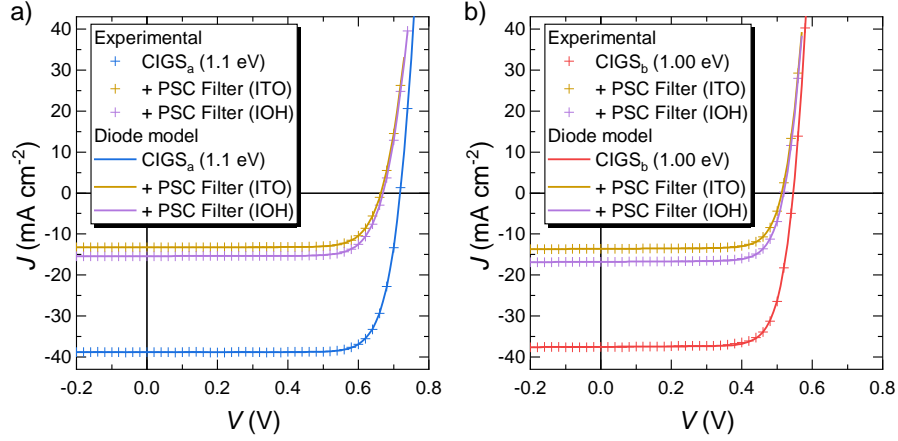 a)
Experimental
CIGSₐ (1.1 eV)
+ PSC Filter (ITO)
+ PSC Filter (IOH)
Diode model
CIGSₐ (1.1 eV)
+ PSC Filter (ITO)
+ PSC Filter (IOH)
40
30
20
10
0
-10
-20
-30
-40
J (mA cm⁻²)
-0.2 0.0 0.2 0.4 0.6 0.8
V (V)
b)
Experimental
CIGS_b (1.00 eV)
+ PSC Filter (ITO)
+ PSC Filter (IOH)
Diode model
CIGS_b (1.00 eV)
+ PSC Filter (ITO)
+ PSC Filter (IOH)
40
30
20
10
0
-10
-20
-30
-40
J (mA cm⁻²)
-0.2 0.0 0.2 0.4 0.6 0.8
V (V)